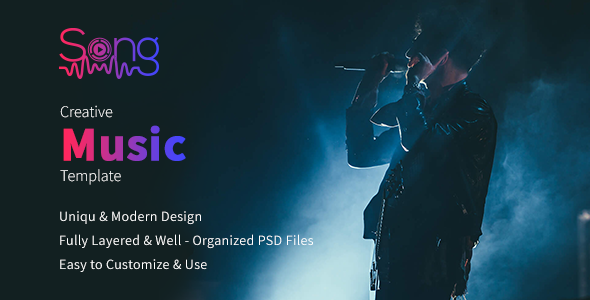 Song
Creative
Music
Template
Uniqu & Modern Design
Fully Layered & Well - Organized PSD Files
Easy to Customize & Use